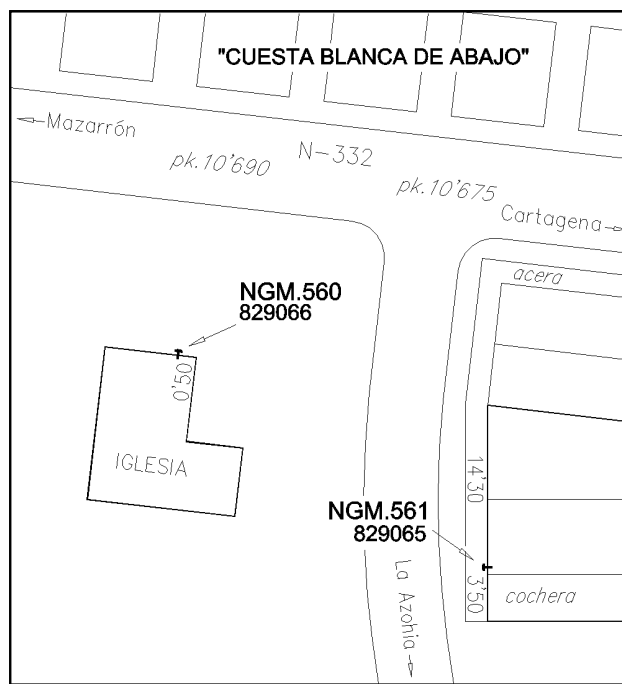 "CUESTA BLANCA DE ABAJO"
←Mazarrón
N-332
pk.10'690
pk.10'675
Cartagena→
acera
NGM.560
829066
0'50
IGLESIA
14'30
NGM.561
829065
3'50
cochera
La Azohia→